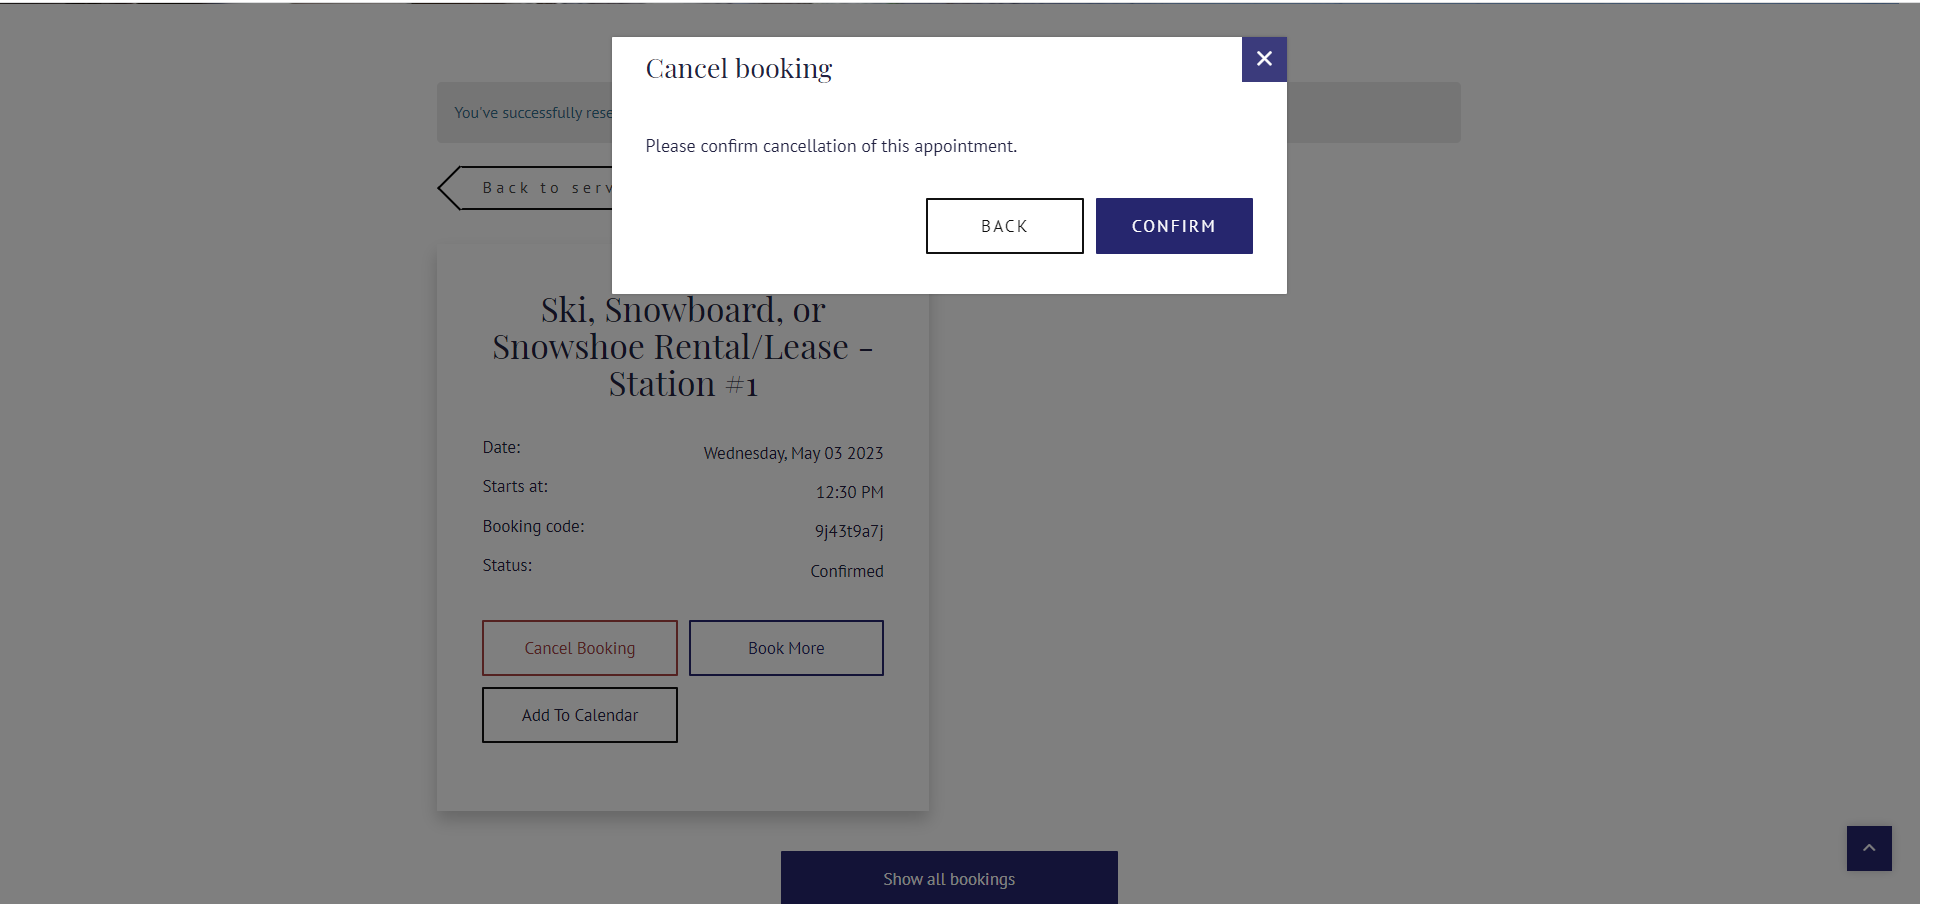 Cancel booking
You've successfully
Please confirm cancellation of this appointment.
Back to
BACK
CONFIRM
Ski, Snowboard, or
Snowshoe Rental/Lease -
Station #1
Date:
Wednesday, May 03 2023
Starts at:
12:30 PM
Booking code:
9j43t9a7j
Status:
Confirmed
Cancel Booking
Book More
Add To Calendar
Show all bookings